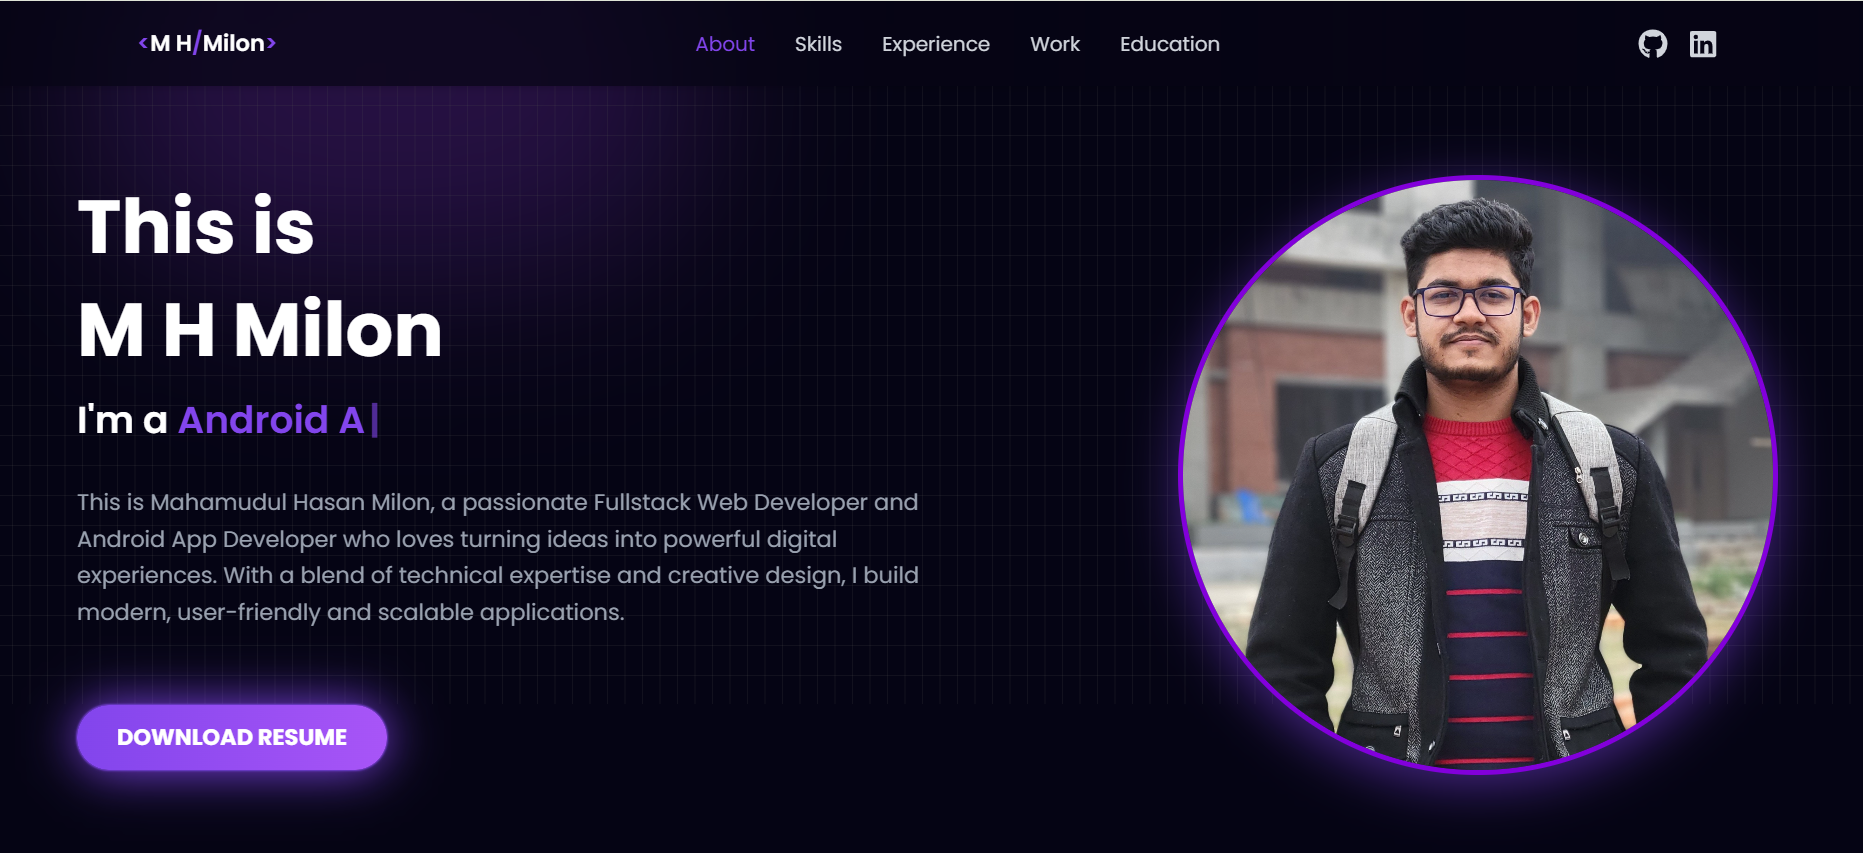 <M H/Milon>
About Skills Experience Work Education
This is
M H Milon
I'm a Android A|
This is Mahamudul Hasan Milon, a passionate Fullstack Web Developer and
Android App Developer who loves turning ideas into powerful digital
experiences. With a blend of technical expertise and creative design, I build
modern, user-friendly and scalable applications.
DOWNLOAD RESUME